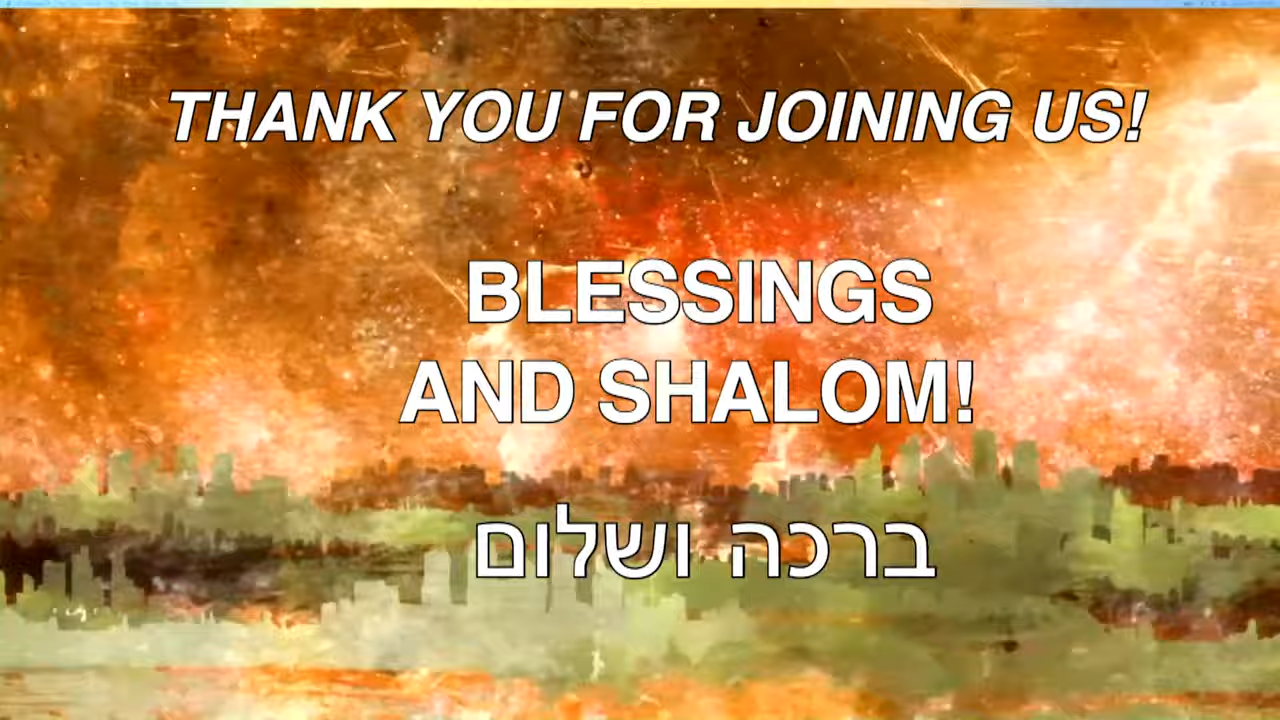 THANK YOU FOR JOINING US!
BLESSINGS
AND SHALOM!
ברכה ושלום